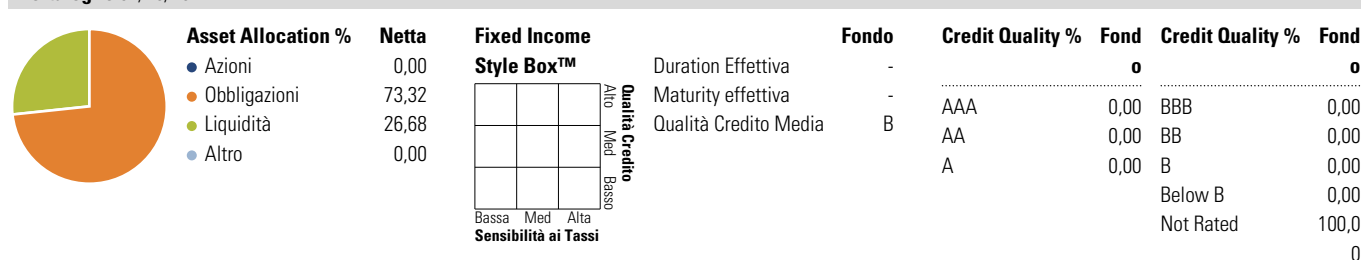 Asset Allocation % Netta
Azioni 0,00
Obbligazioni 73,32
Liquidità 26,68
Altro 0,00
Fixed Income
Style Box™
Alto Med Basso
Qualità Credito
Bassa Med Alta
Sensibilità ai Tassi
Fondo
Duration Effettiva -
Maturity effettiva -
Qualità Credito Media B
Credit Quality % Fond
o
AAA 0,00
AA 0,00
A 0,00
Credit Quality % Fond
o
BBB 0,00
BB 0,00
B 0,00
Below B 0,00
Not Rated 100,0
0